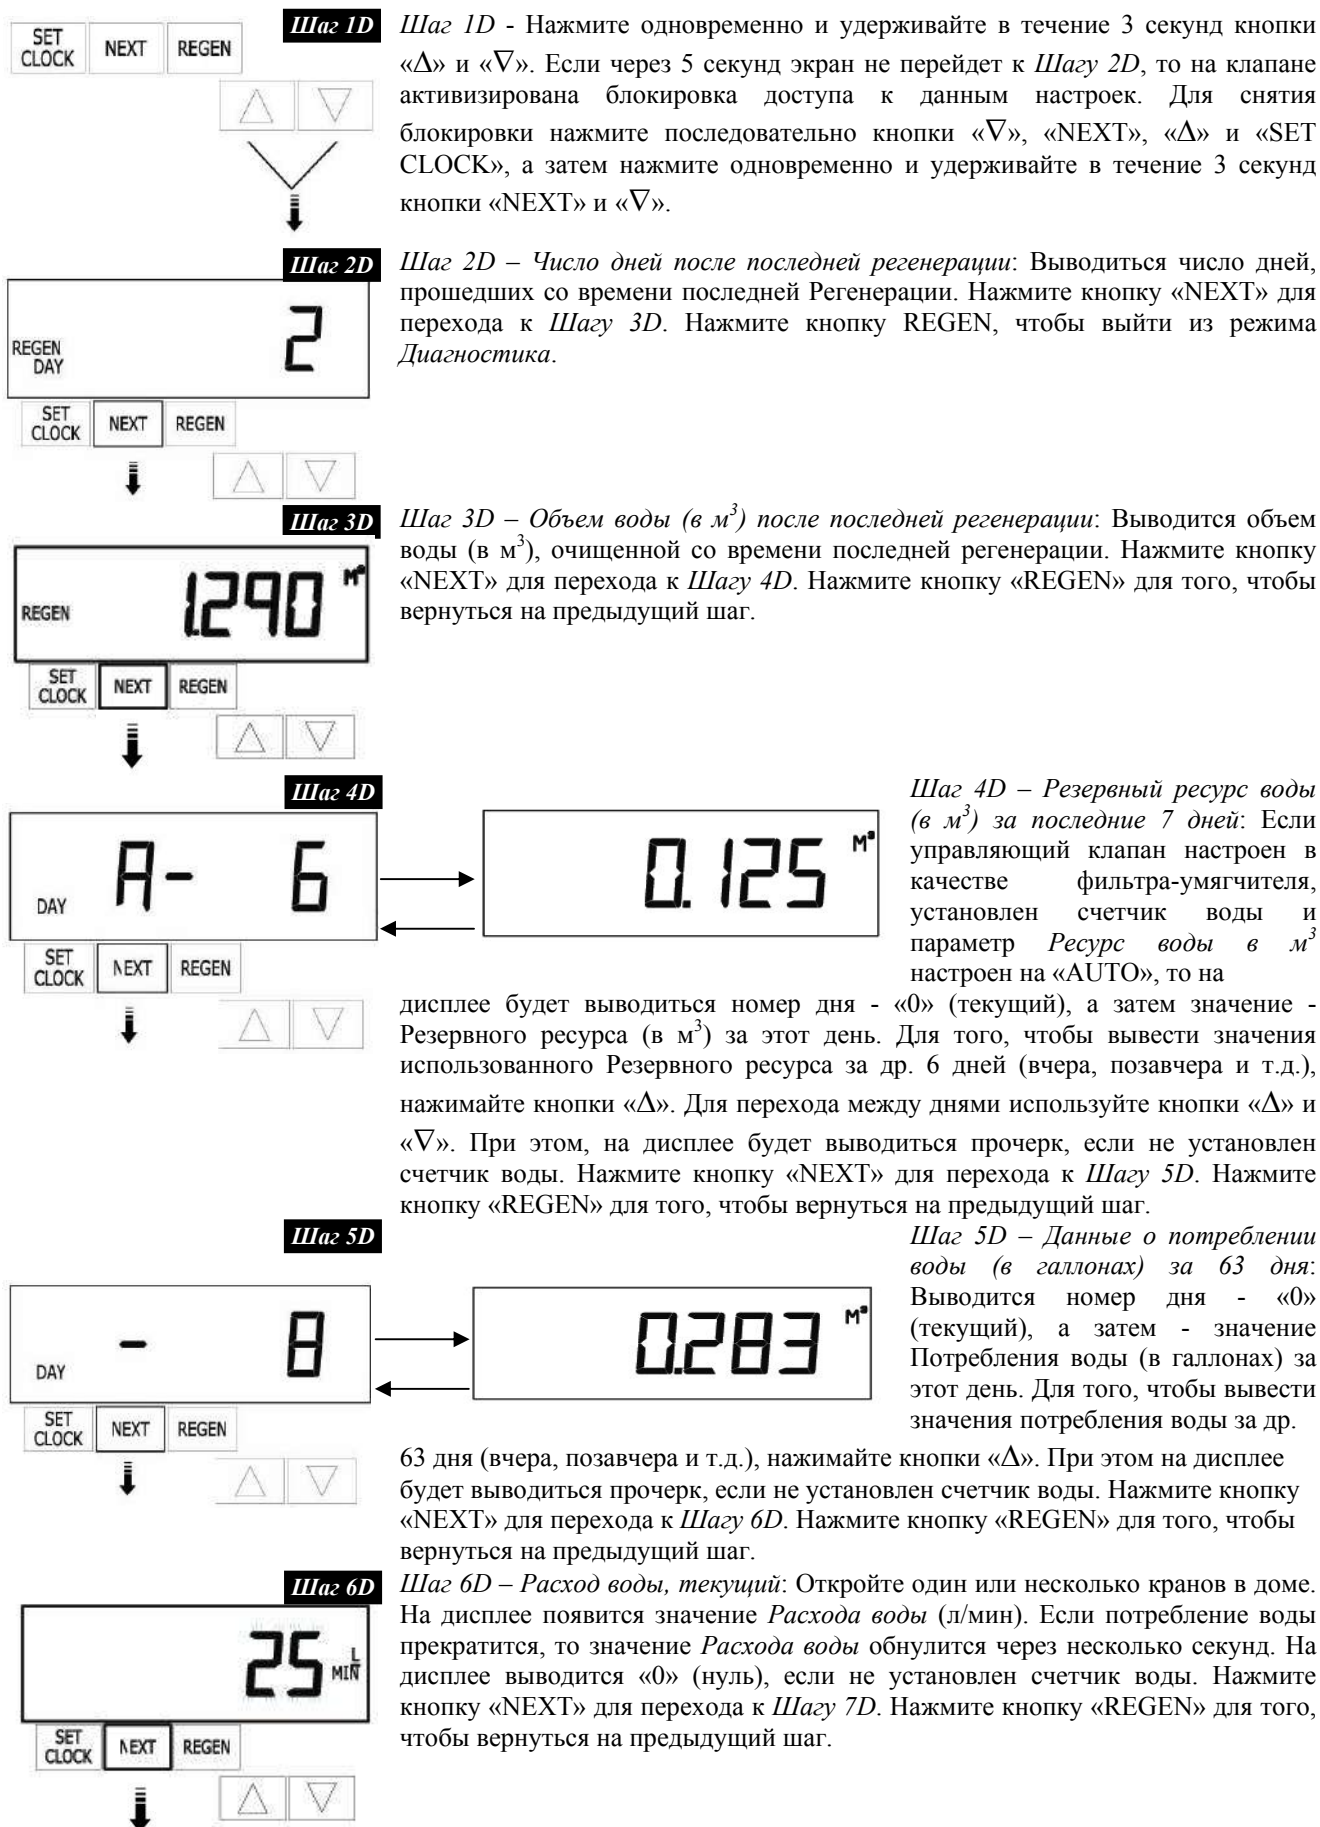 Шаг 1D
SET CLOCK NEXT REGEN
Шаг 1D - Нажмите одновременно и удерживайте в течение 3 секунд кнопки
«Δ» и «∇». Если через 5 секунд экран не перейдет к Шагу 2D, то на клапане
активизирована блокировка доступа к данным настроек. Для снятия
блокировки нажмите последовательно кнопки «∇», «NEXT», «Δ» и «SET
CLOCK», а затем нажмите одновременно и удерживайте в течение 3 секунд
кнопки «NEXT» и «∇».
Шаг 2D
REGEN DAY 2
SET CLOCK NEXT REGEN
Шаг 2D – Число дней после последней регенерации: Выводиться число дней,
прошедших со времени последней Регенерации. Нажмите кнопку «NEXT» для
перехода к Шагу 3D. Нажмите кнопку REGEN, чтобы выйти из режима
Диагностика.
Шаг 3D
REGEN 1.290 M³
SET CLOCK NEXT REGEN
Шаг 3D – Объем воды (в м³) после последней регенерации: Выводится объем
воды (в м³), очищенной со времени последней регенерации. Нажмите кнопку
«NEXT» для перехода к Шагу 4D. Нажмите кнопку «REGEN» для того, чтобы
вернуться на предыдущий шаг.
Шаг 4D
DAY A- 6
0.125 M³
SET CLOCK NEXT REGEN
Шаг 4D – Резервный ресурс воды
(в м³) за последние 7 дней: Если
управляющий клапан настроен в
качестве фильтра-умягчителя,
установлен счетчик воды и
параметр Ресурс воды в м³
настроен на «AUTO», то на
дисплее будет выводиться номер дня - «0» (текущий), а затем значение -
Резервного ресурса (в м³) за этот день. Для того, чтобы вывести значения
использованного Резервного ресурса за др. 6 дней (вчера, позавчера и т.д.),
нажимайте кнопки «Δ». Для перехода между днями используйте кнопки «Δ» и
«∇». При этом, на дисплее будет выводиться прочерк, если не установлен
счетчик воды. Нажмите кнопку «NEXT» для перехода к Шагу 5D. Нажмите
кнопку «REGEN» для того, чтобы вернуться на предыдущий шаг.
Шаг 5D
DAY - 8
0.283 M³
SET CLOCK NEXT REGEN
Шаг 5D – Данные о потреблении
воды (в галлонах) за 63 дня:
Выводится номер дня - «0»
(текущий), а затем - значение
Потребления воды (в галлонах) за
этот день. Для того, чтобы вывести
значения потребления воды за др.
63 дня (вчера, позавчера и т.д.), нажимайте кнопки «Δ». При этом на дисплее
будет выводиться прочерк, если не установлен счетчик воды. Нажмите кнопку
«NEXT» для перехода к Шагу 6D. Нажмите кнопку «REGEN» для того, чтобы
вернуться на предыдущий шаг.
Шаг 6D
25 L MIN
SET CLOCK NEXT REGEN
Шаг 6D – Расход воды, текущий: Откройте один или несколько кранов в доме.
На дисплее появится значение Расхода воды (л/мин). Если потребление воды
прекратится, то значение Расхода воды обнулится через несколько секунд. На
дисплее выводится «0» (нуль), если не установлен счетчик воды. Нажмите
кнопку «NEXT» для перехода к Шагу 7D. Нажмите кнопку «REGEN» для того,
чтобы вернуться на предыдущий шаг.